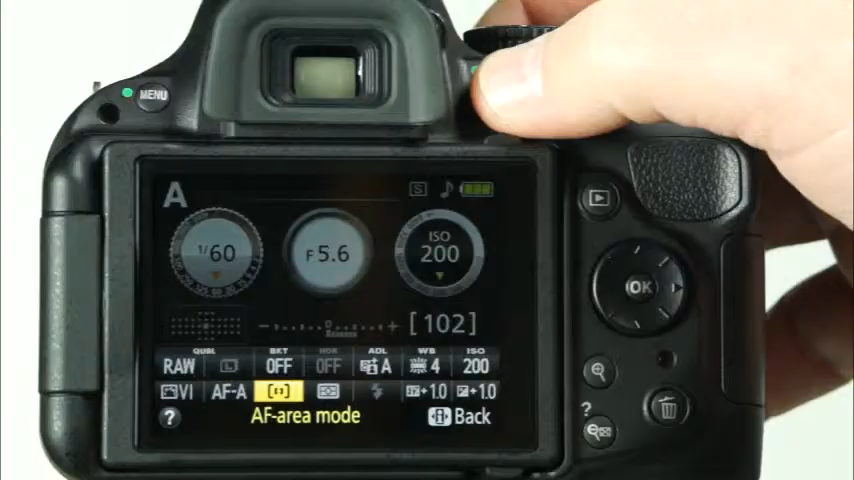 MENU
A S
1/60 F5.6 ISO 200
- 0 + [102]
QUAL BKT HDR ADL WB ISO
RAW L OFF OFF A 4 200
VI AF-A [ ] +1.0 +1.0
? AF-area mode i Back
OK
?